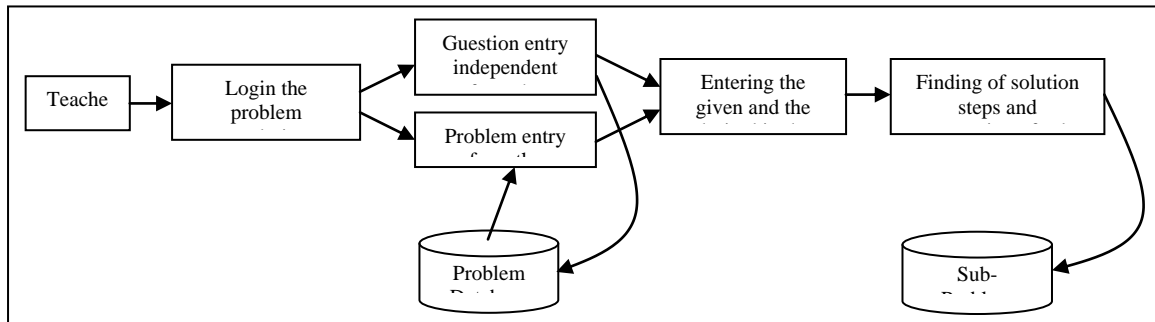 Teache
Login the
problem
Guestion entry
independent
Problem entry
Entering the
given and the
Finding of solution
steps and
Problem
Sub-